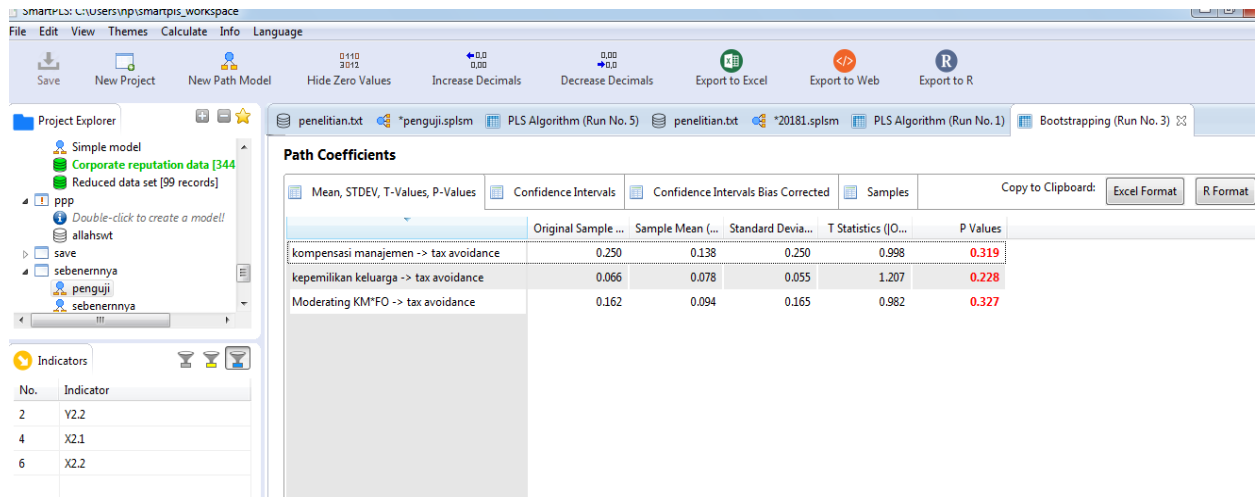 SmartPLS: C:\Users\hp\smartpls_workspace
File Edit View Themes Calculate Info Language
Save New Project New Path Model Hide Zero Values Increase Decimals Decrease Decimals Export to Excel Export to Web Export to R
Project Explorer
Simple model
Corporate reputation data [344
Reduced data set [99 records]
ppp
Double-click to create a model!
allahswt
save
sebenernnya
penguji
sebenernnya
Indicators
No. Indicator
2 Y2.2
4 X2.1
6 X2.2
penelitian.txt *penguji.splsm PLS Algorithm (Run No. 5) penelitian.txt *20181.splsm PLS Algorithm (Run No. 1) Bootstrapping (Run No. 3)
Path Coefficients
Mean, STDEV, T-Values, P-Values Confidence Intervals Confidence Intervals Bias Corrected Samples Copy to Clipboard: Excel Format R Format
Original Sample ... Sample Mean (... Standard Devia... T Statistics (|O... P Values
kompensasi manajemen -> tax avoidance 0.250 0.138 0.250 0.998 0.319
kepemilikan keluarga -> tax avoidance 0.066 0.078 0.055 1.207 0.228
Moderating KM*FO -> tax avoidance 0.162 0.094 0.165 0.982 0.327